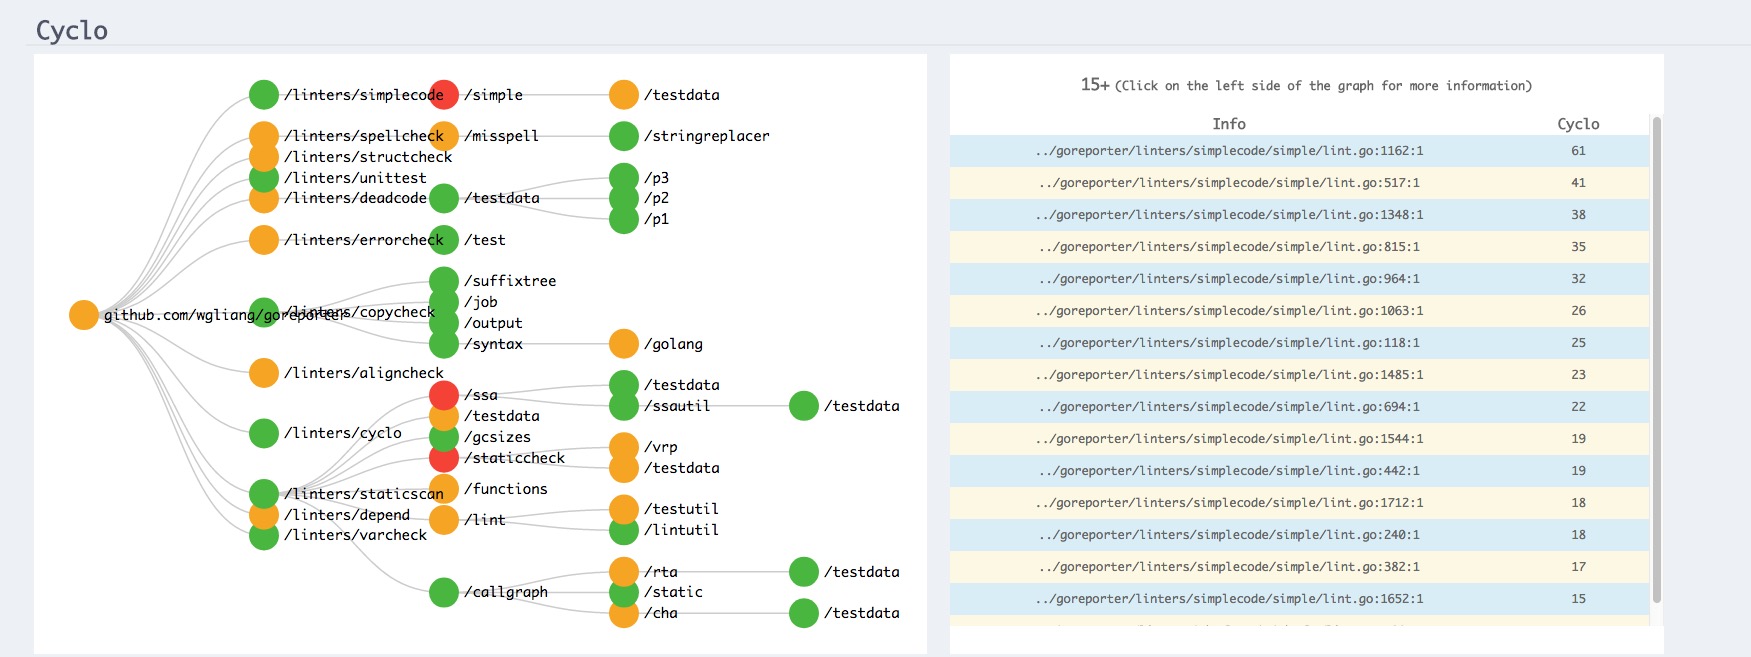 Cyclo
/linters/simplecode /simple /testdata
/linters/spellcheck /misspell /stringreplacer
/linters/structcheck
/linters/unittest /p3
/linters/deadcode /testdata /p2
/p1
/linters/errorcheck /test
/suffixtree
/job
github.com/wgliang/goreporter /linters/copycheck /output
/syntax /golang
/linters/aligncheck
/ssa /testdata
/testdata /ssautil /testdata
/linters/cyclo /gcsizes /vrp
/staticcheck /testdata
/linters/staticscan /functions
/linters/depend /lint /testutil
/linters/varcheck /lintutil
/rta /testdata
/callgraph /static
/cha /testdata
15+ (Click on the left side of the graph for more information)
Info Cyclo
../goreporter/linters/simplecode/simple/lint.go:1162:1 61
../goreporter/linters/simplecode/simple/lint.go:517:1 41
../goreporter/linters/simplecode/simple/lint.go:1348:1 38
../goreporter/linters/simplecode/simple/lint.go:815:1 35
../goreporter/linters/simplecode/simple/lint.go:964:1 32
../goreporter/linters/simplecode/simple/lint.go:1063:1 26
../goreporter/linters/simplecode/simple/lint.go:118:1 25
../goreporter/linters/simplecode/simple/lint.go:1485:1 23
../goreporter/linters/simplecode/simple/lint.go:694:1 22
../goreporter/linters/simplecode/simple/lint.go:1544:1 19
../goreporter/linters/simplecode/simple/lint.go:442:1 19
../goreporter/linters/simplecode/simple/lint.go:1712:1 18
../goreporter/linters/simplecode/simple/lint.go:240:1 18
../goreporter/linters/simplecode/simple/lint.go:382:1 17
../goreporter/linters/simplecode/simple/lint.go:1652:1 15